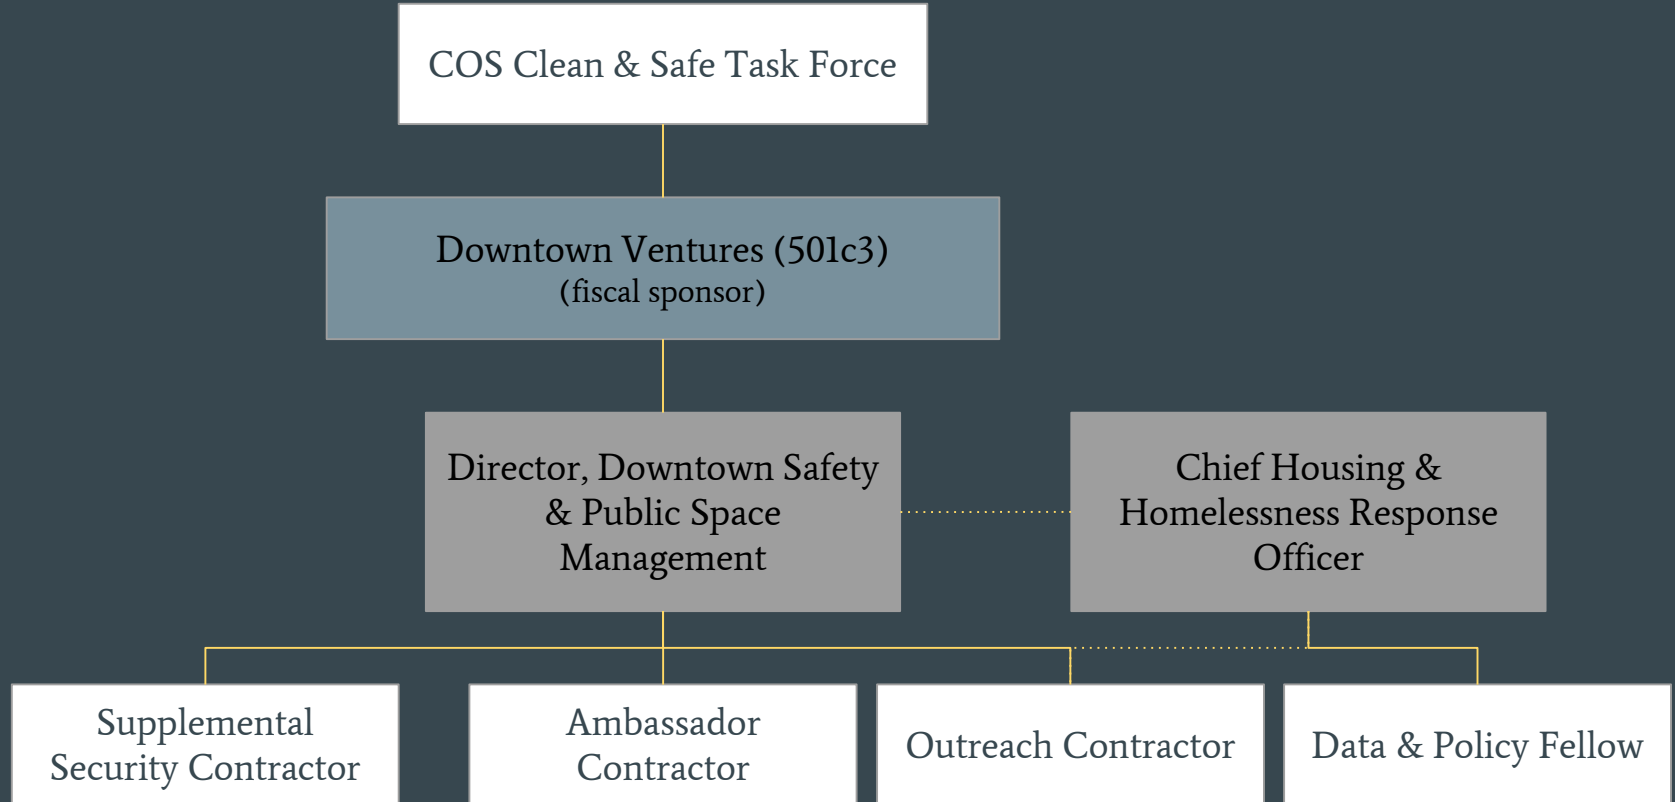 COS Clean & Safe Task Force
Downtown Ventures (501c3)
(fiscal sponsor)
Director, Downtown Safety
& Public Space
Management
Chief Housing &
Homelessness Response
Officer
Supplemental
Security Contractor
Ambassador
Contractor
Outreach Contractor
Data & Policy Fellow